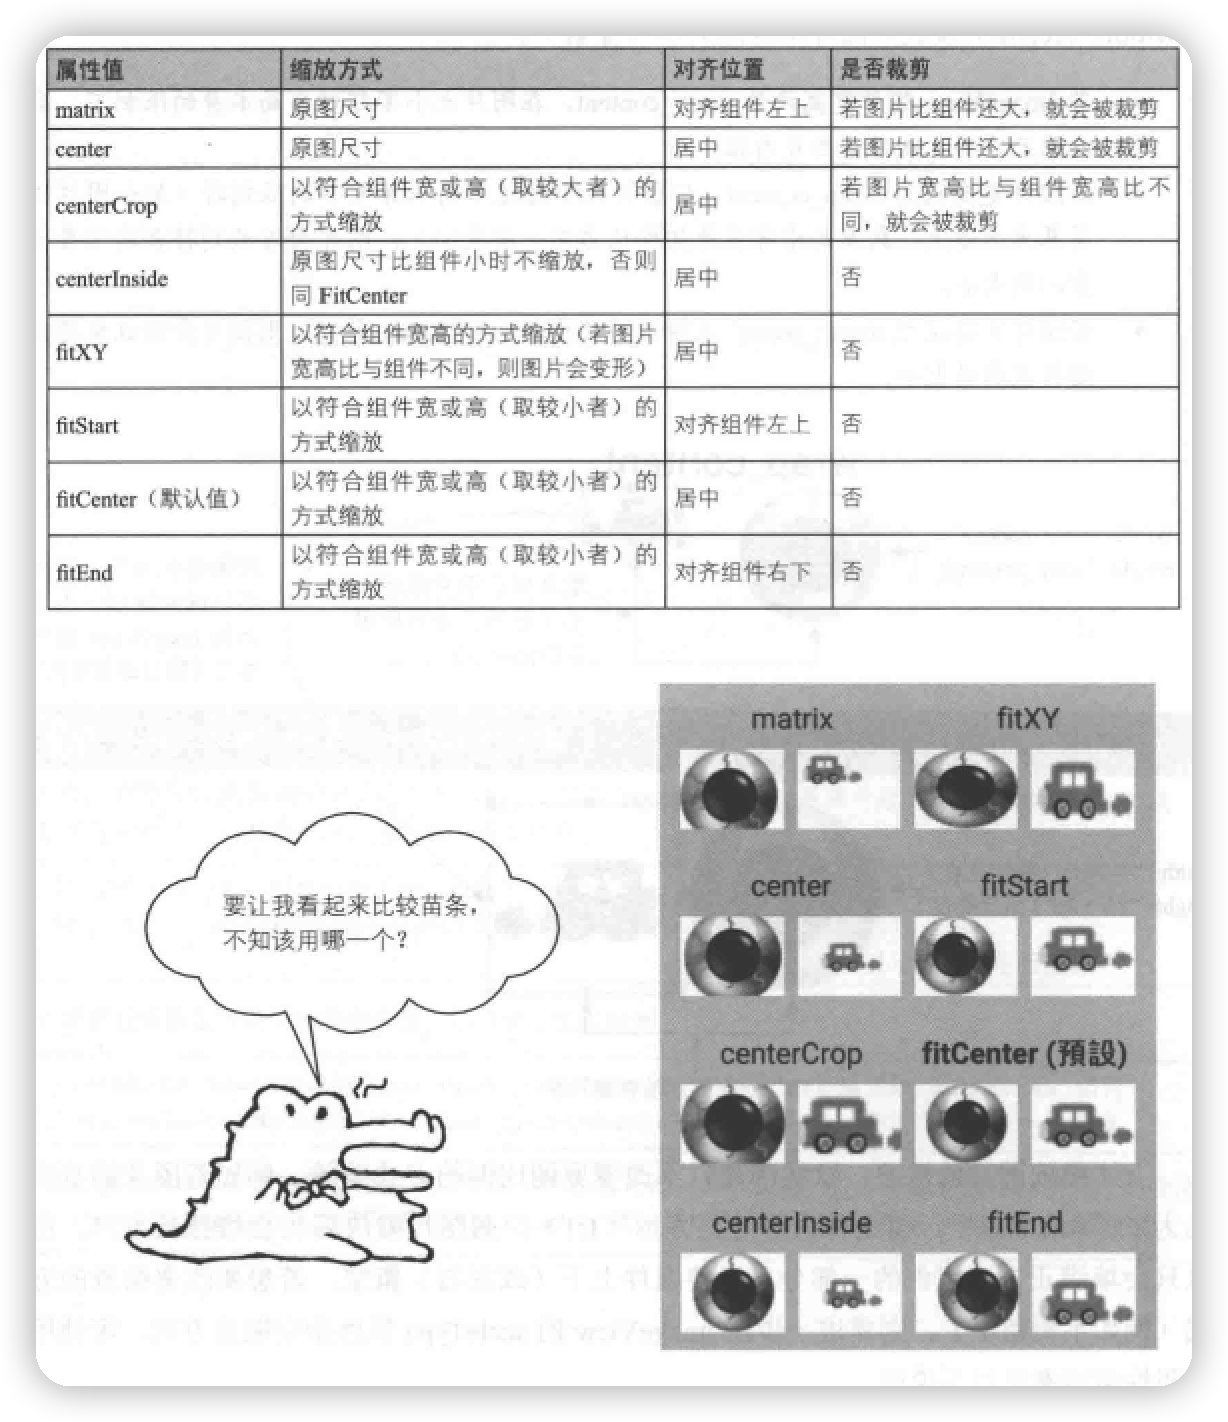 属性值 缩放方式 对齐位置 是否裁剪
matrix 原图尺寸 对齐组件左上 若图片比组件还大，就会被裁剪
center 原图尺寸 居中 若图片比组件还大，就会被裁剪
centerCrop 以符合组件宽或高（取较大者）的
方式缩放 居中 若图片宽高比与组件宽高比不
同，就会被裁剪
centerInside 原图尺寸比组件小时不缩放，否则
同 FitCenter 居中 否
fitXY 以符合组件宽高的方式缩放（若图片
宽高比与组件不同，则图片会变形） 居中 否
fitStart 以符合组件宽或高（取较小者）的
方式缩放 对齐组件左上 否
fitCenter（默认值） 以符合组件宽或高（取较小者）的
方式缩放 居中 否
fitEnd 以符合组件宽或高（取较小者）的
方式缩放 对齐组件右下 否
要让我看起来比较苗条，
不知该用哪一个？
matrix fitXY
center fitStart
centerCrop fitCenter (預設)
centerInside fitEnd